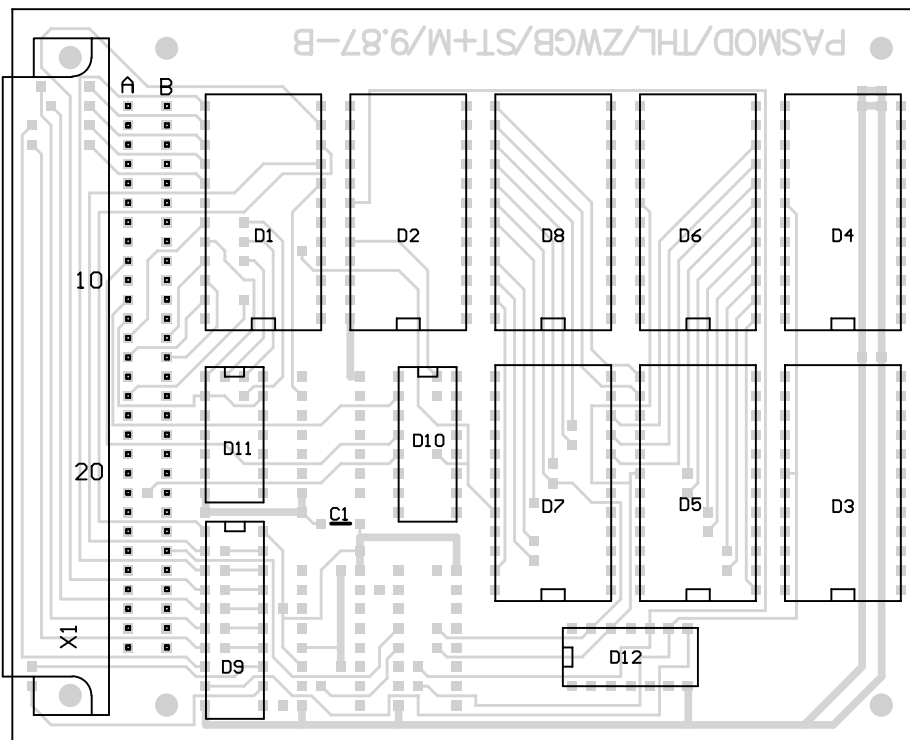 PASMOD/THL/ZWGB/ST+M/9.87-B
A B
D1 D2 D8 D6 D4
10
D11 D10
20
C1 D7 D5 D3
X1
D9 D12